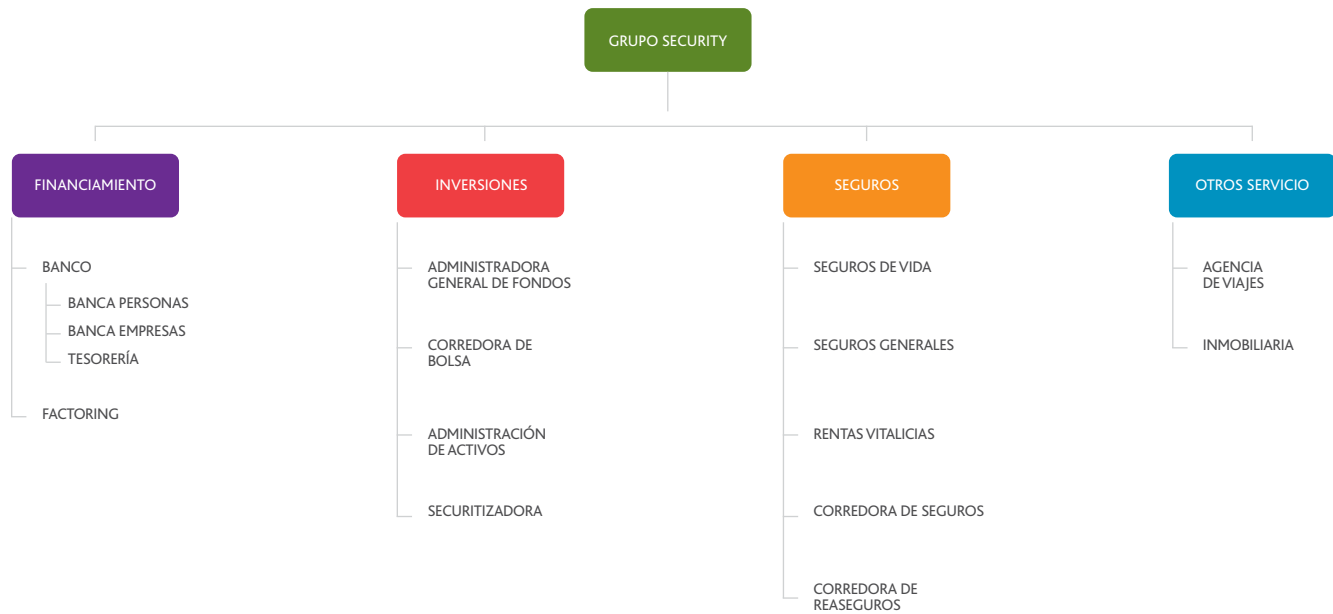 GRUPO SECURITY
FINANCIAMIENTO
BANCO
BANCA PERSONAS
BANCA EMPRESAS
TESORERÍA
FACTORING
INVERSIONES
ADMINISTRADORA
GENERAL DE FONDOS
CORREDORA DE
BOLSA
ADMINISTRACIÓN
DE ACTIVOS
SECURITIZADORA
SEGUROS
SEGUROS DE VIDA
SEGUROS GENERALES
RENTAS VITALICIAS
CORREDORA DE SEGUROS
CORREDORA DE
REASEGUROS
OTROS SERVICIO
AGENCIA
DE VIAJES
INMOBILIARIA